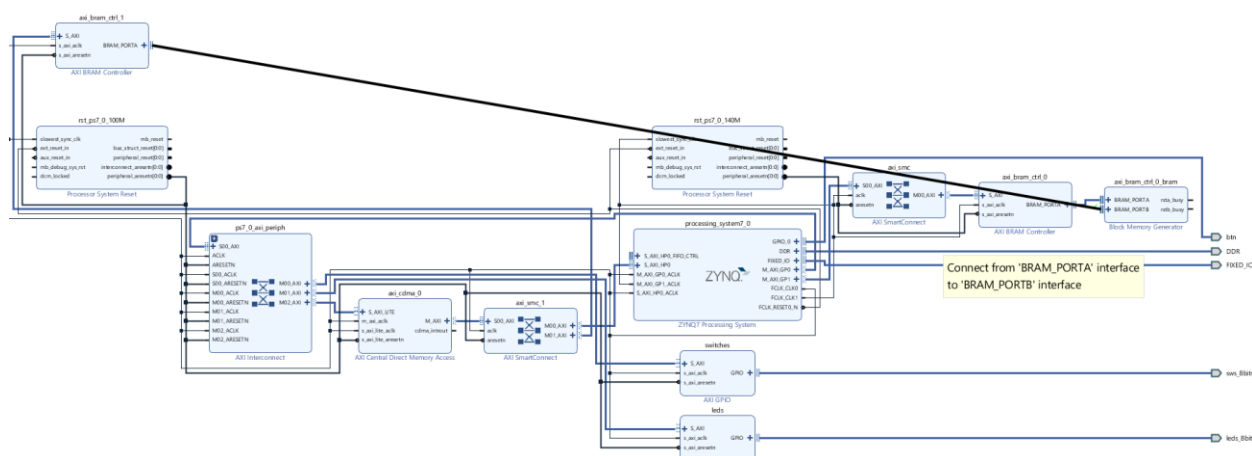 axi_bram_ctrl_1
S_AXI
s_axi_aclk
s_axi_aresetn
BRAM_PORTA
AXI BRAM Controller
rst_ps7_0_100M
slowest_sync_clk
ext_reset_in
aux_reset_in
mb_debug_sys_rst
dcm_locked
mb_reset
bus_struct_reset[0:0]
peripheral_reset[0:0]
interconnect_aresetn[0:0]
peripheral_aresetn[0:0]
Processor System Reset
rst_ps7_0_140M
ext_reset_in
aux_reset_in
mb_debug_sys_rst
dcm_locked
mb_reset
peripheral_reset[0:0]
interconnect_aresetn[0:0]
peripheral_aresetn[0:0]
Processor System Reset
axi_smc
S00_AXI
aclk
aresetn
M00_AXI
AXI SmartConnect
axi_bram_ctrl_0
S_AXI
s_axi_aclk
s_axi_aresetn
BRAM_PORTA
AXI BRAM Controller
axi_bram_ctrl_0_bram
BRAM_PORTA
BRAM_PORTB
rsta_busy
rstb_busy
Block Memory Generator
ps7_0_axi_periph
S00_AXI
ACLK
ARESETN
S00_ACLK
S00_ARESETN
M00_ACLK
M00_ARESETN
M01_ACLK
M01_ARESETN
M02_ACLK
M02_ARESETN
M00_AXI
M01_AXI
M02_AXI
AXI Interconnect
axi_cdma_0
S_AXI_LITE
m_axi_aclk
s_axi_lite_aclk
s_axi_lite_aresetn
M_AXI
cdma_introut
AXI Central Direct Memory Access
axi_smc_1
S00_AXI
aclk
aresetn
M00_AXI
M01_AXI
AXI SmartConnect
processing_system7_0
S_AXI_HP0_FIFO_CTRL
S_AXI_HP0
M_AXI_GP0_ACLK
M_AXI_GP1_ACLK
S_AXI_HP0_ACLK
ZYNQ
GPIO_0
DDR
FIXED_IO
M_AXI_GP0
M_AXI_GP1
FCLK_CLK0
FCLK_CLK1
FCLK_RESET0_N
ZYNQ7 Processing System
Connect from 'BRAM_PORTA' interface
to 'BRAM_PORTB' interface
btn
DDR
FIXED_IO
switches
S_AXI
s_axi_aclk
s_axi_aresetn
GPIO
AXI GPIO
sws_8bit
leds
S_AXI
s_axi_aclk
s_axi_aresetn
GPIO
leds_8bit